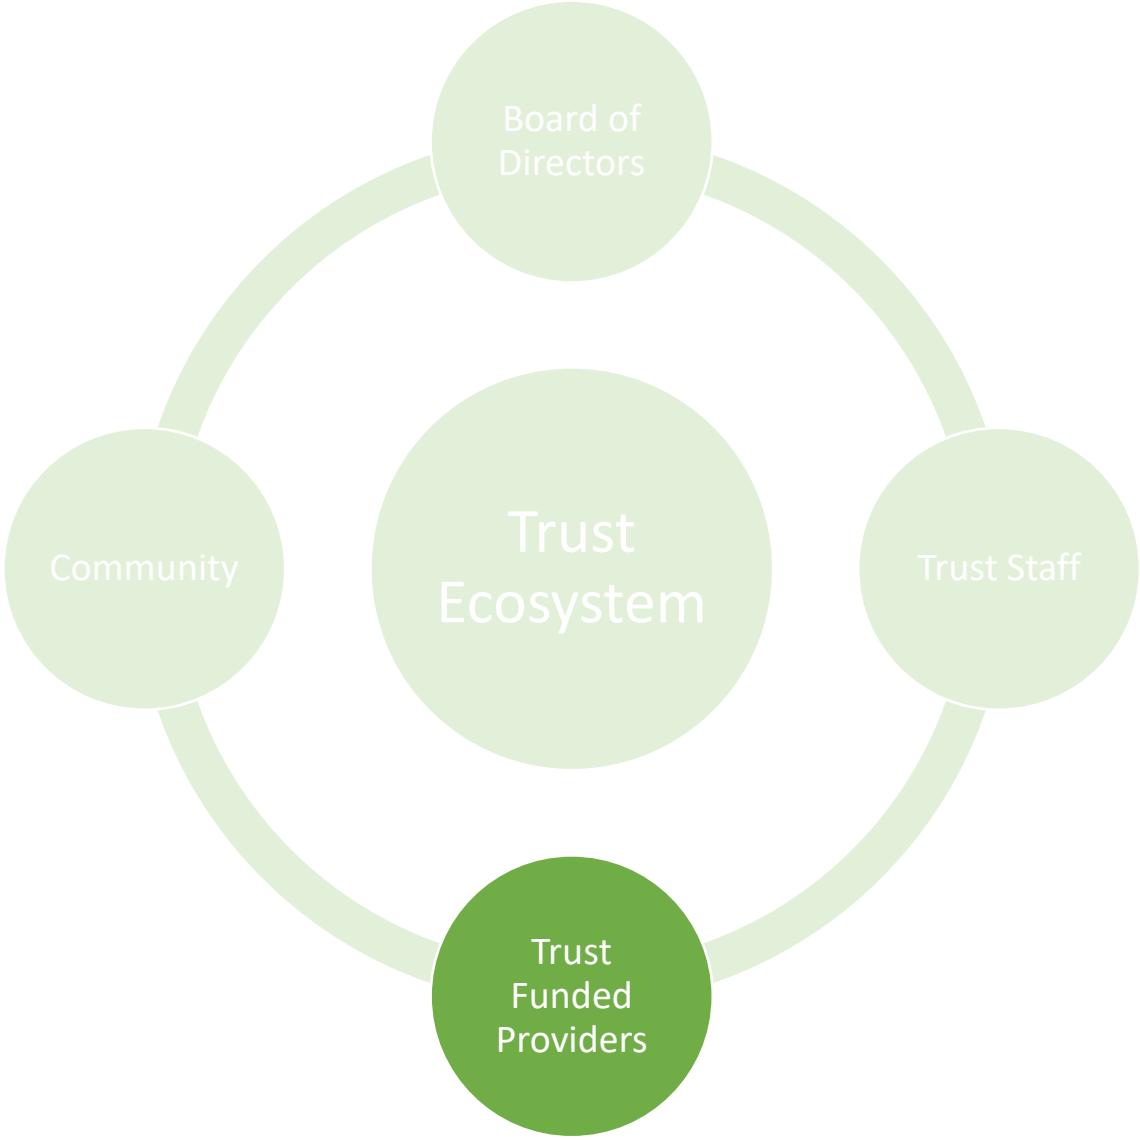 Board of
Directors
Community
Trust
Ecosystem
Trust Staff
Trust
Funded
Providers